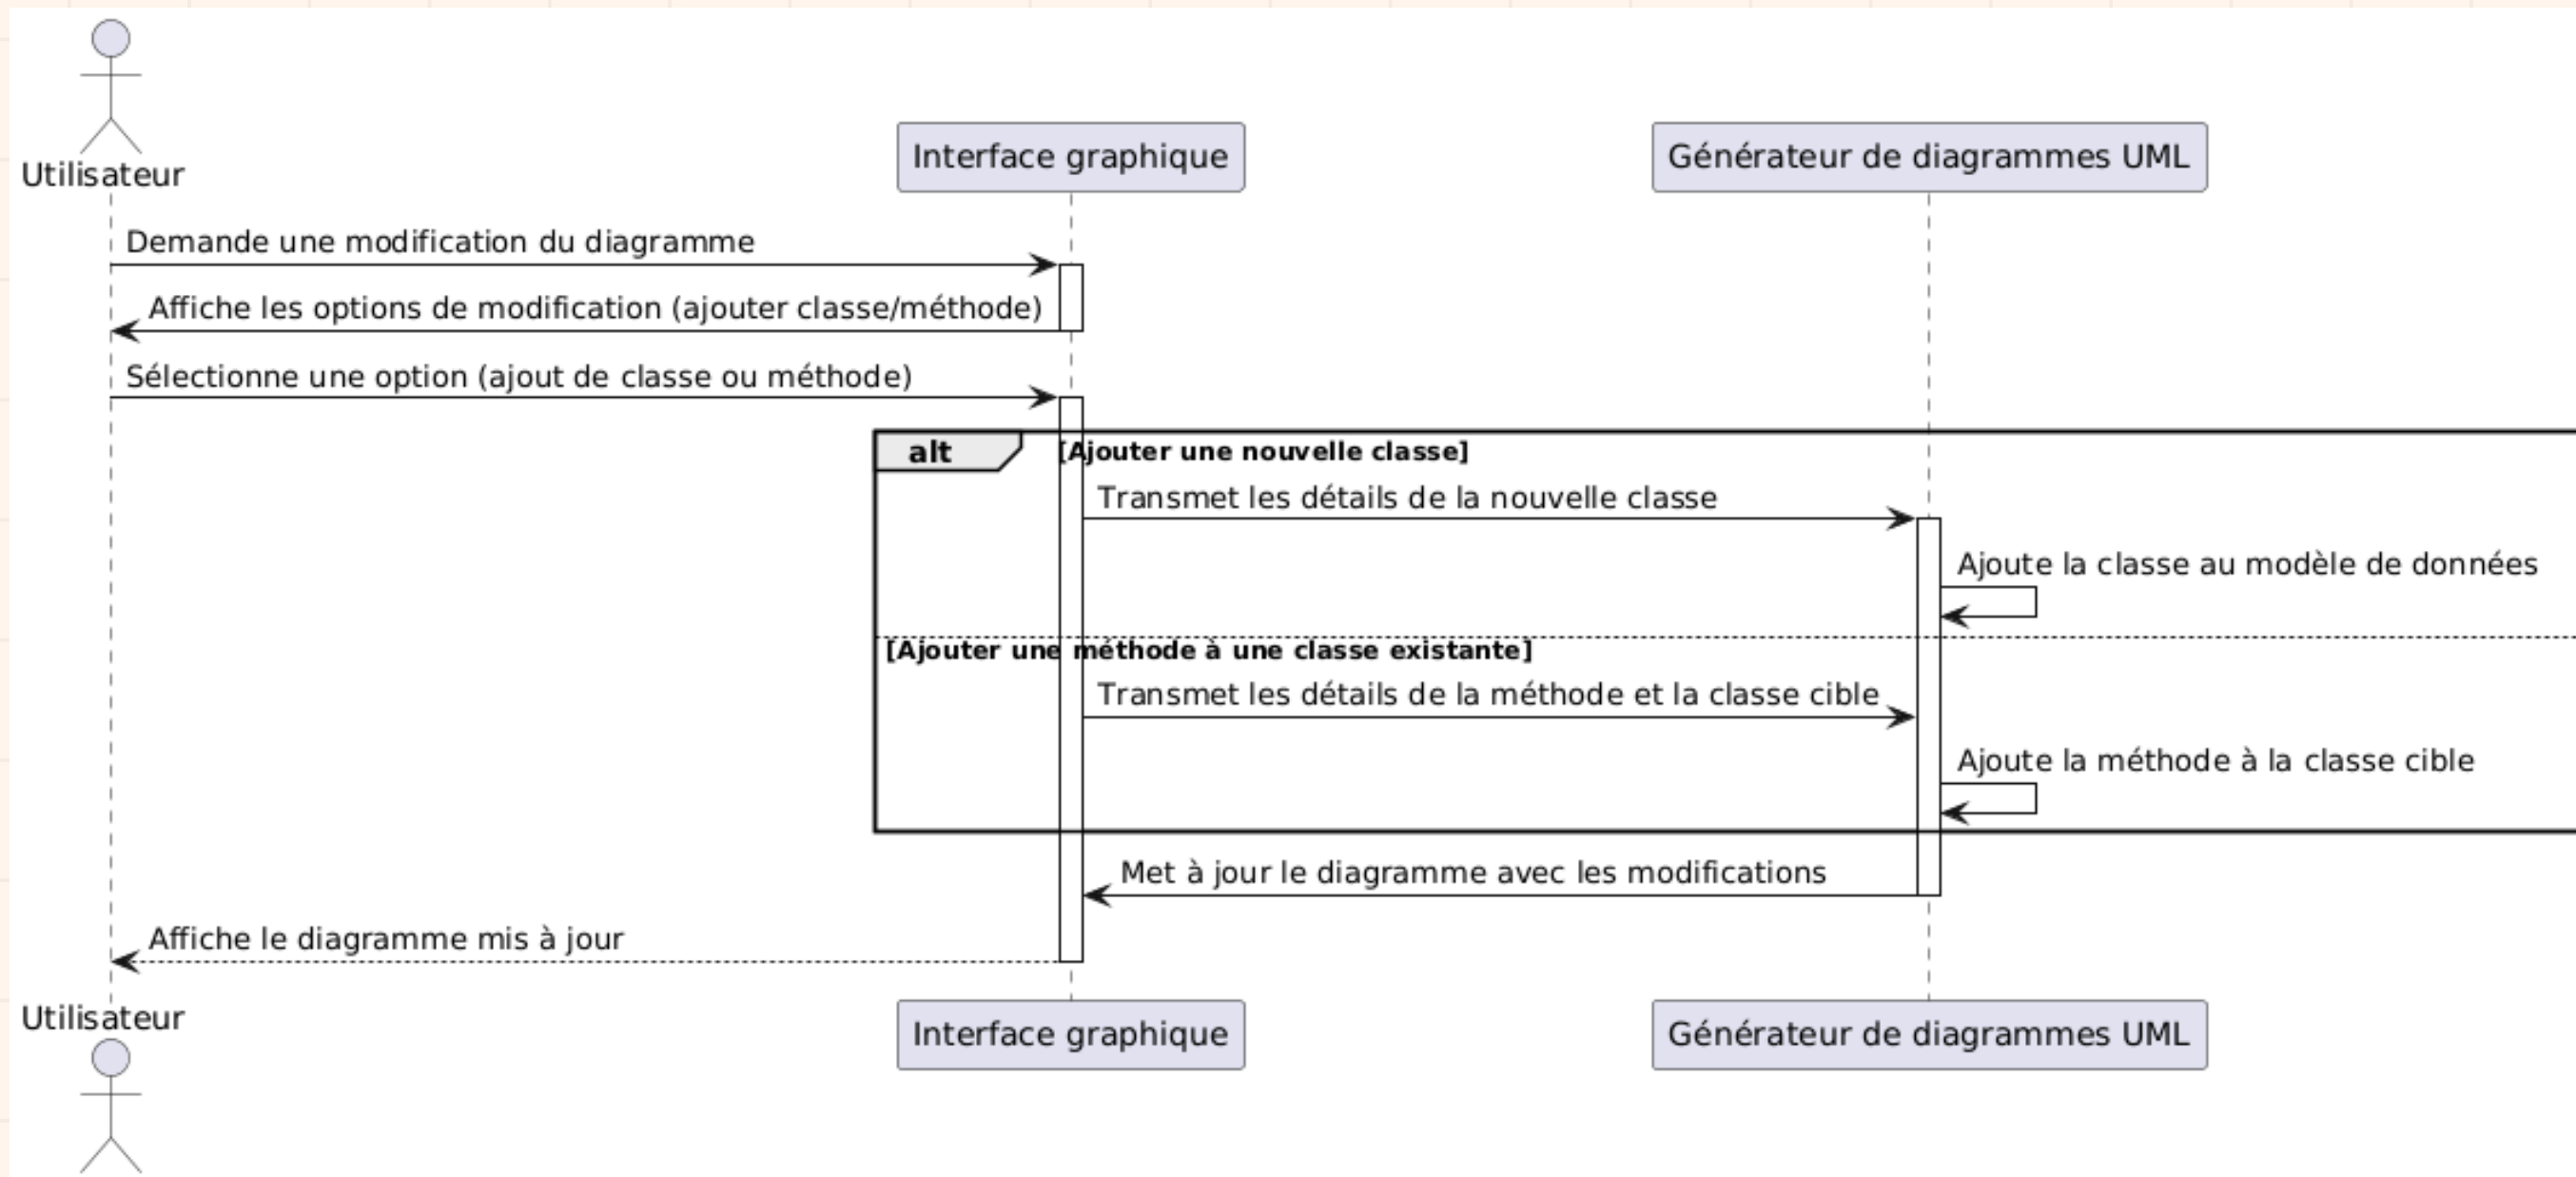 Utilisateur
Interface graphique
Générateur de diagrammes UML
Demande une modification du diagramme
Affiche les options de modification (ajouter classe/méthode)
Sélectionne une option (ajout de classe ou méthode)
alt
[Ajouter une nouvelle classe]
Transmet les détails de la nouvelle classe
Ajoute la classe au modèle de données
[Ajouter une méthode à une classe existante]
Transmet les détails de la méthode et la classe cible
Ajoute la méthode à la classe cible
Met à jour le diagramme avec les modifications
Affiche le diagramme mis à jour
Utilisateur
Interface graphique
Générateur de diagrammes UML